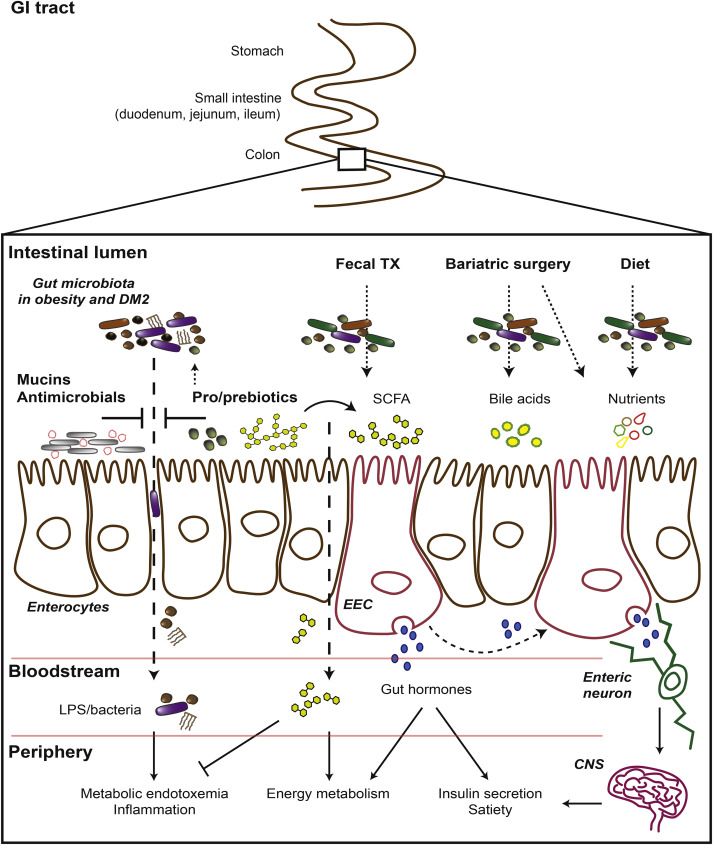 GI tract
Stomach
Small intestine
(duodenum, jejunum, ileum)
Colon
Intestinal lumen
Gut microbiota
in obesity and DM2
Fecal TX
Bariatric surgery
Diet
Mucins
Antimicrobials
Pro/prebiotics
SCFA
Bile acids
Nutrients
Enterocytes
EEC
Bloodstream
LPS/bacteria
Gut hormones
Enteric
neuron
Periphery
CNS
Metabolic endotoxemia
Inflammation
Energy metabolism
Insulin secretion
Satiety